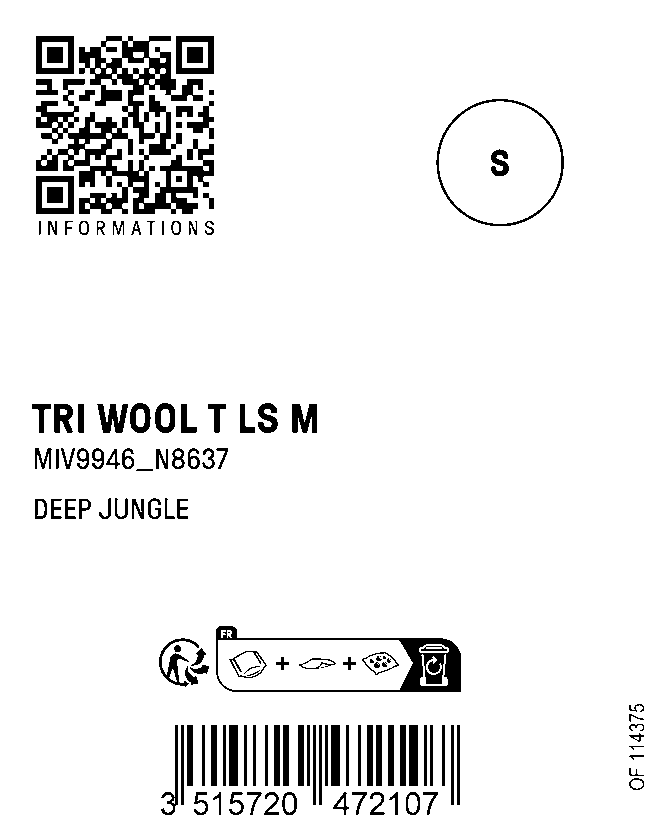 INFORMATIONS
S
TRI WOOL T LS M
MIV9946_N8637
DEEP JUNGLE
FR
3 515720 472107
OF 114375